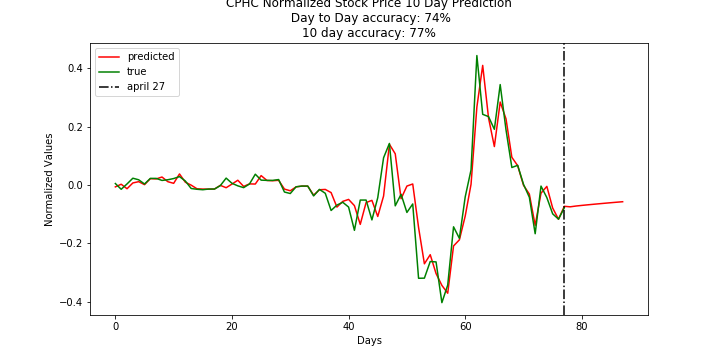 CPHC Normalized Stock Price 10 Day Prediction
Day to Day accuracy: 74%
10 day accuracy: 77%
predicted
true
april 27
0.4
0.2
0.0
−0.2
−0.4
Normalized Values
0
20
40
60
80
Days